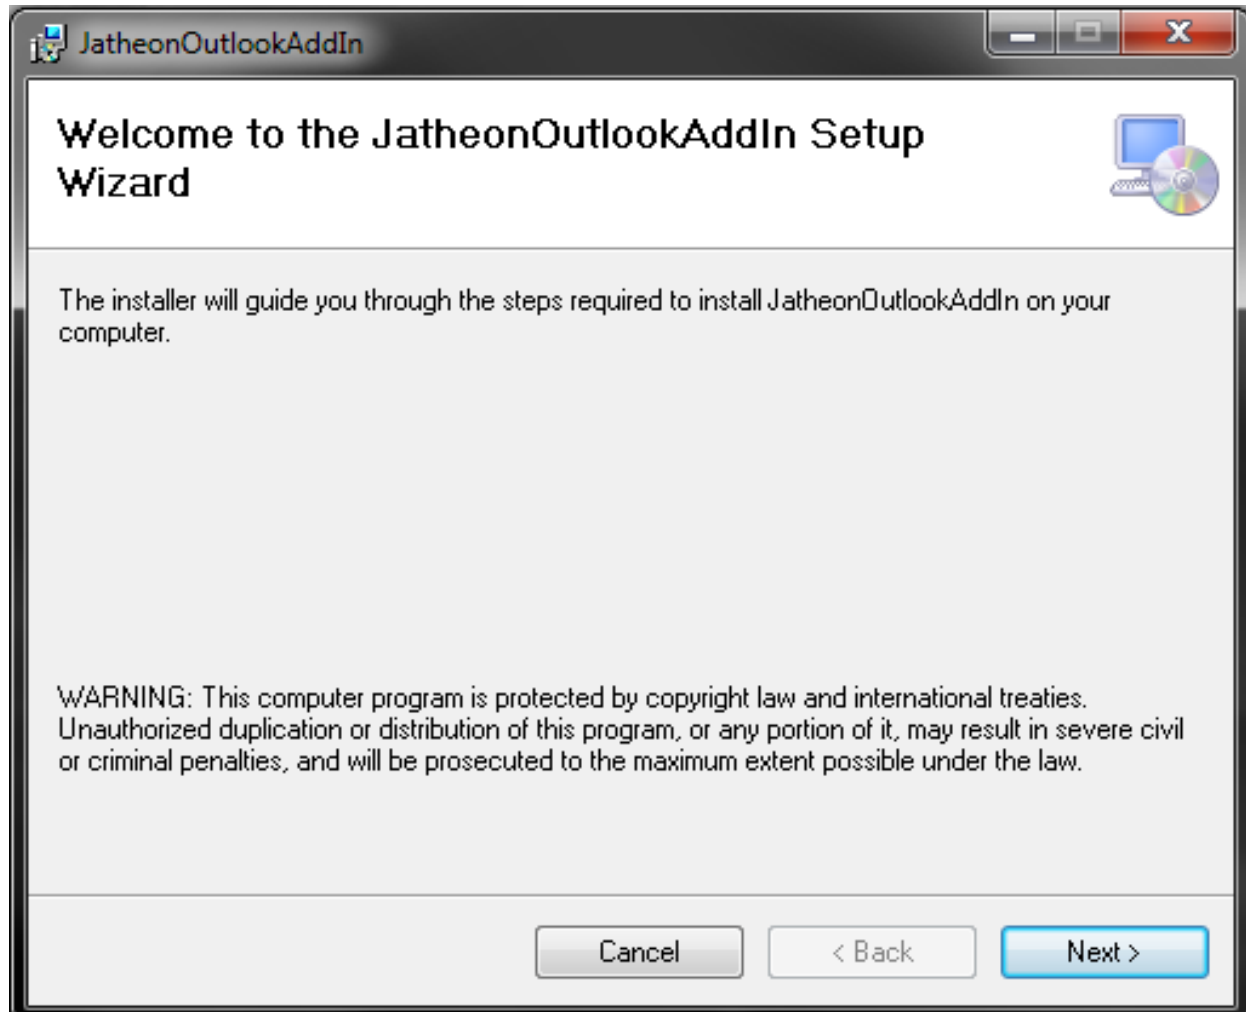 JatheonOutlookAddIn
Welcome to the JatheonOutlookAddIn Setup
Wizard
The installer will guide you through the steps required to install JatheonOutlookAddIn on your
computer.
WARNING: This computer program is protected by copyright law and international treaties.
Unauthorized duplication or distribution of this program, or any portion of it, may result in severe civil
or criminal penalties, and will be prosecuted to the maximum extent possible under the law.
Cancel
< Back
Next >